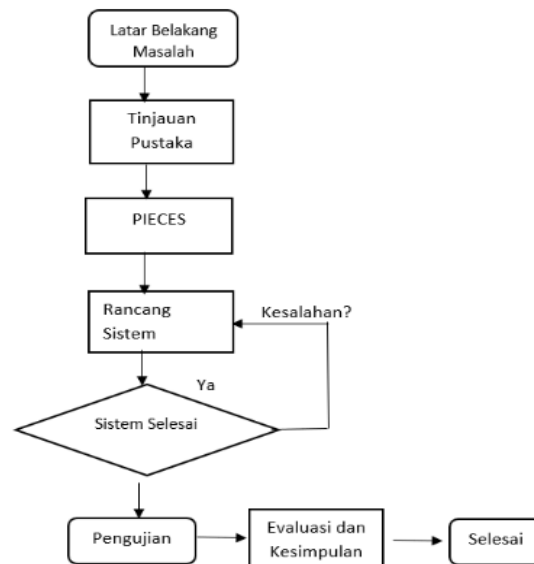 Latar Belakang
Masalah
Tinjauan
Pustaka
PIECES
Rancang
Sistem
Kesalahan?
Ya
Sistem Selesai
Pengujian
Evaluasi dan
Kesimpulan
Selesai